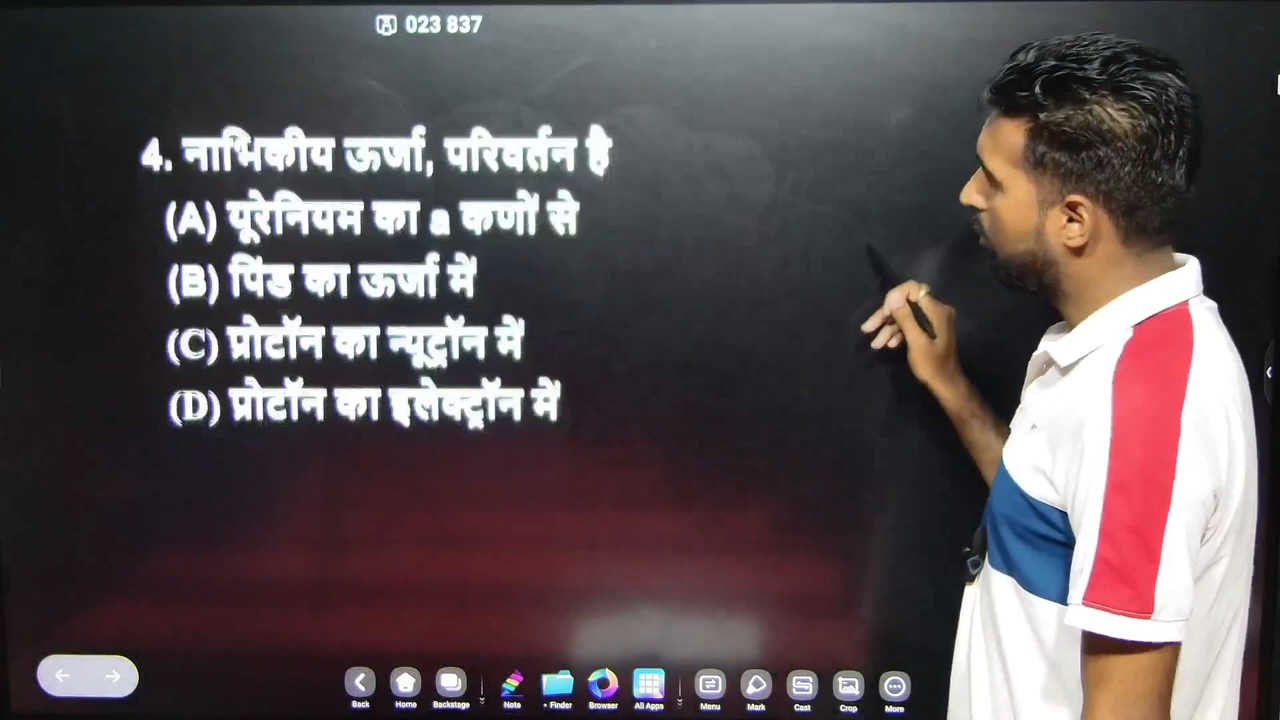 023 837
4. नाभिकीय ऊर्जा, परिवर्तन है
(A) यूरेनियम का a कणों से
(B) पिंड का ऊर्जा में
(C) प्रोटॉन का न्यूट्रॉन में
(D) प्रोटॉन का इलेक्ट्रॉन में
Back Home Backstage Note Finder Browser All Apps Menu Mark Cast Crop More